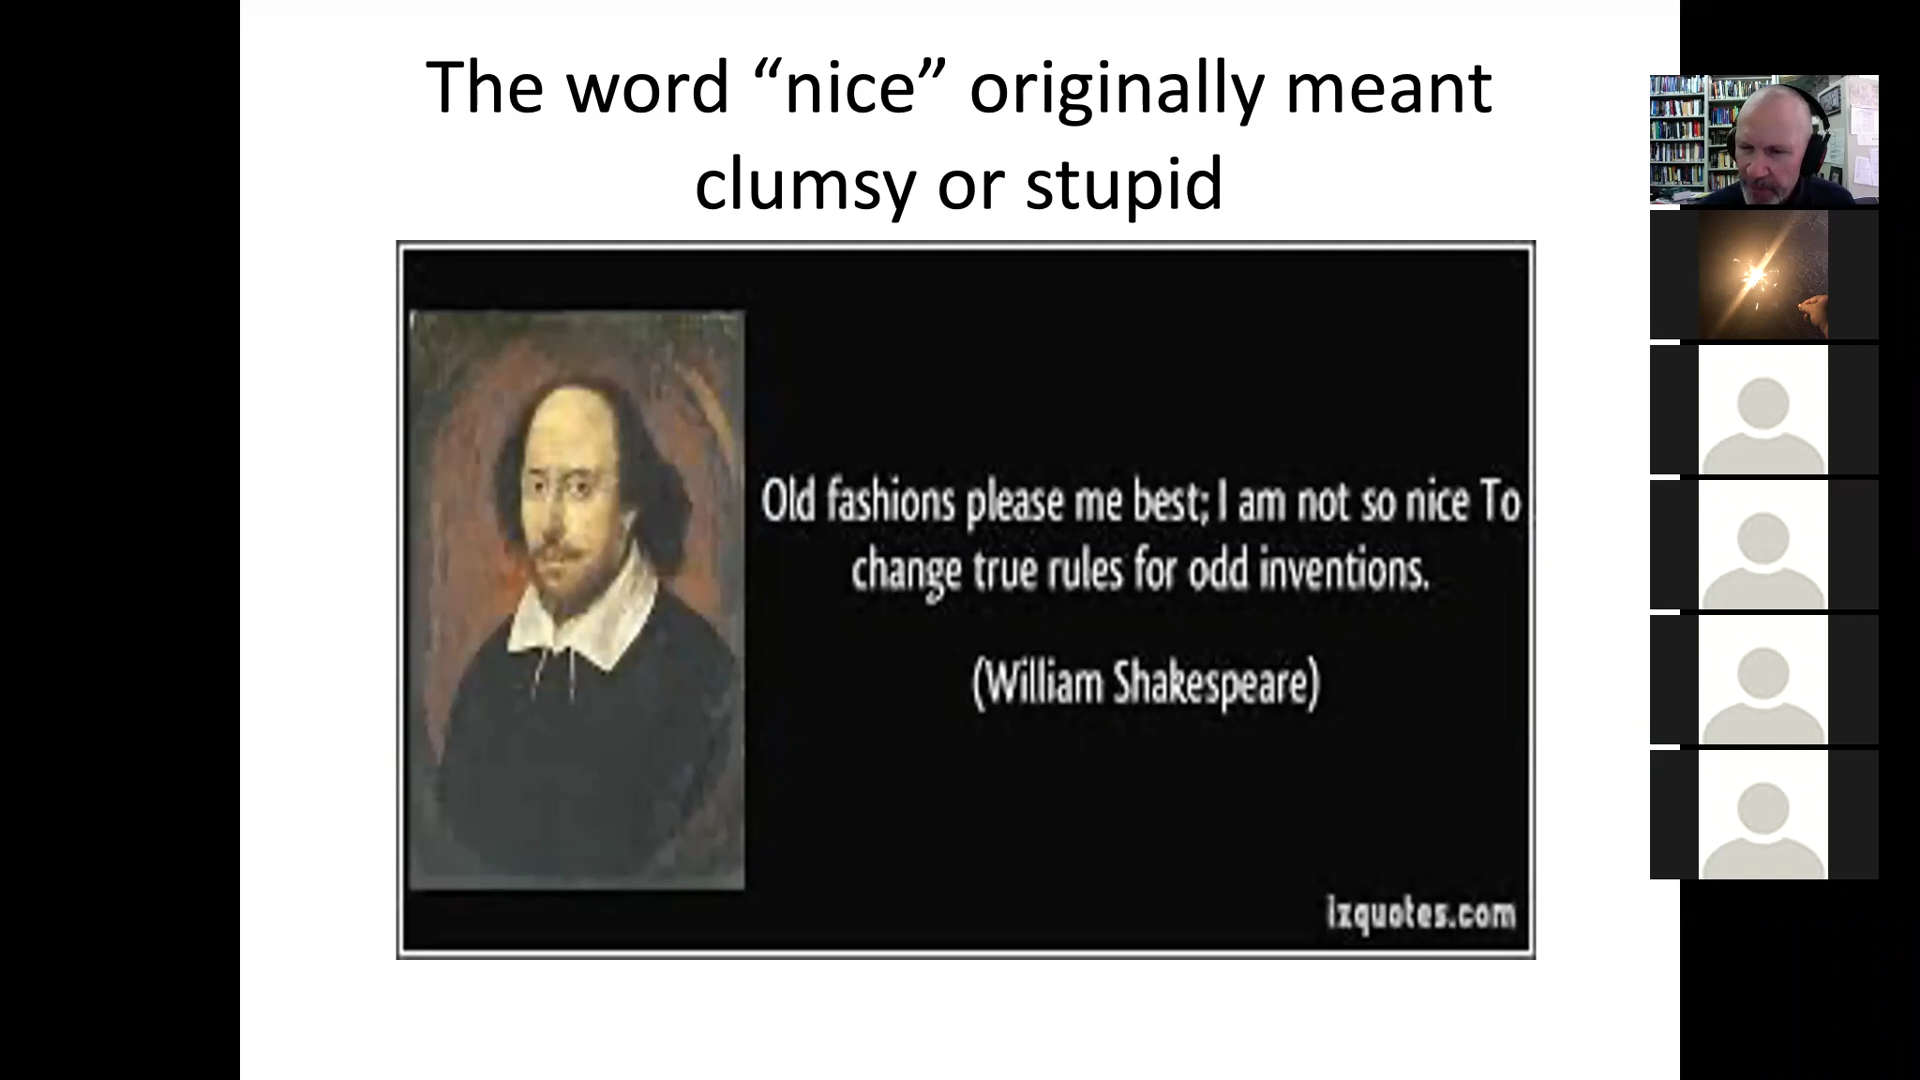 The word “nice” originally meant
clumsy or stupid
Old fashions please me best; I am not so nice To
change true rules for odd inventions.
(William Shakespeare)
izquotes.com